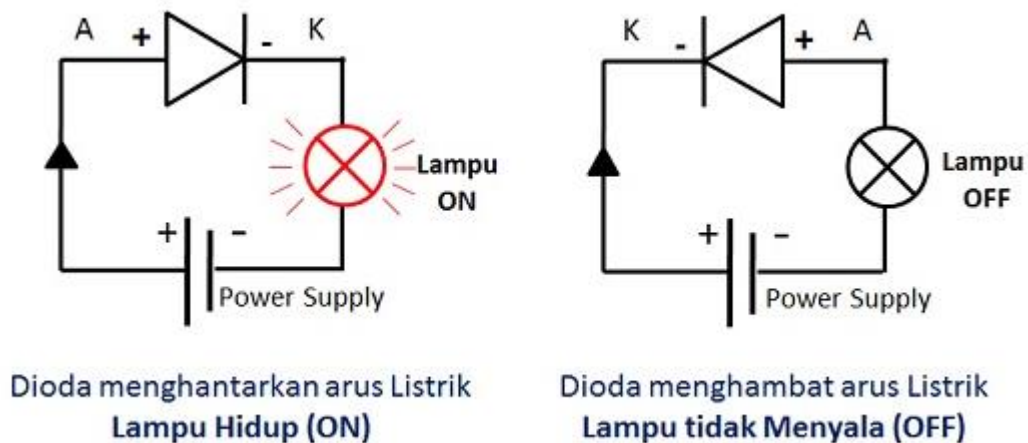 A + - K
Lampu
ON
+ -
Power Supply
Dioda menghantarkan arus Listrik
Lampu Hidup (ON)
K - + A
Lampu
OFF
+ -
Power Supply
Dioda menghambat arus Listrik
Lampu tidak Menyala (OFF)